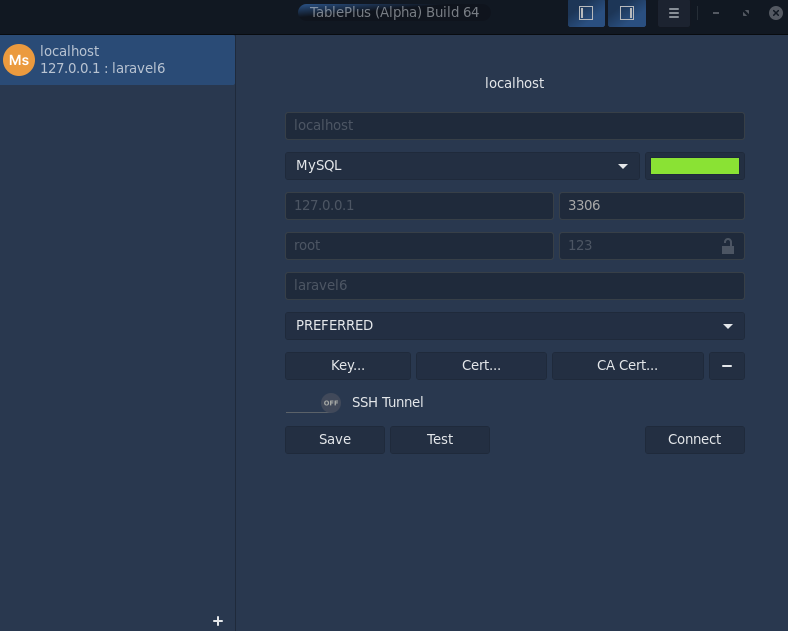 TablePlus (Alpha) Build 64
Ms
localhost
127.0.0.1 : laravel6
localhost
localhost
MySQL
127.0.0.1
3306
root
123
laravel6
PREFERRED
Key...
Cert...
CA Cert...
OFF
SSH Tunnel
Save
Test
Connect